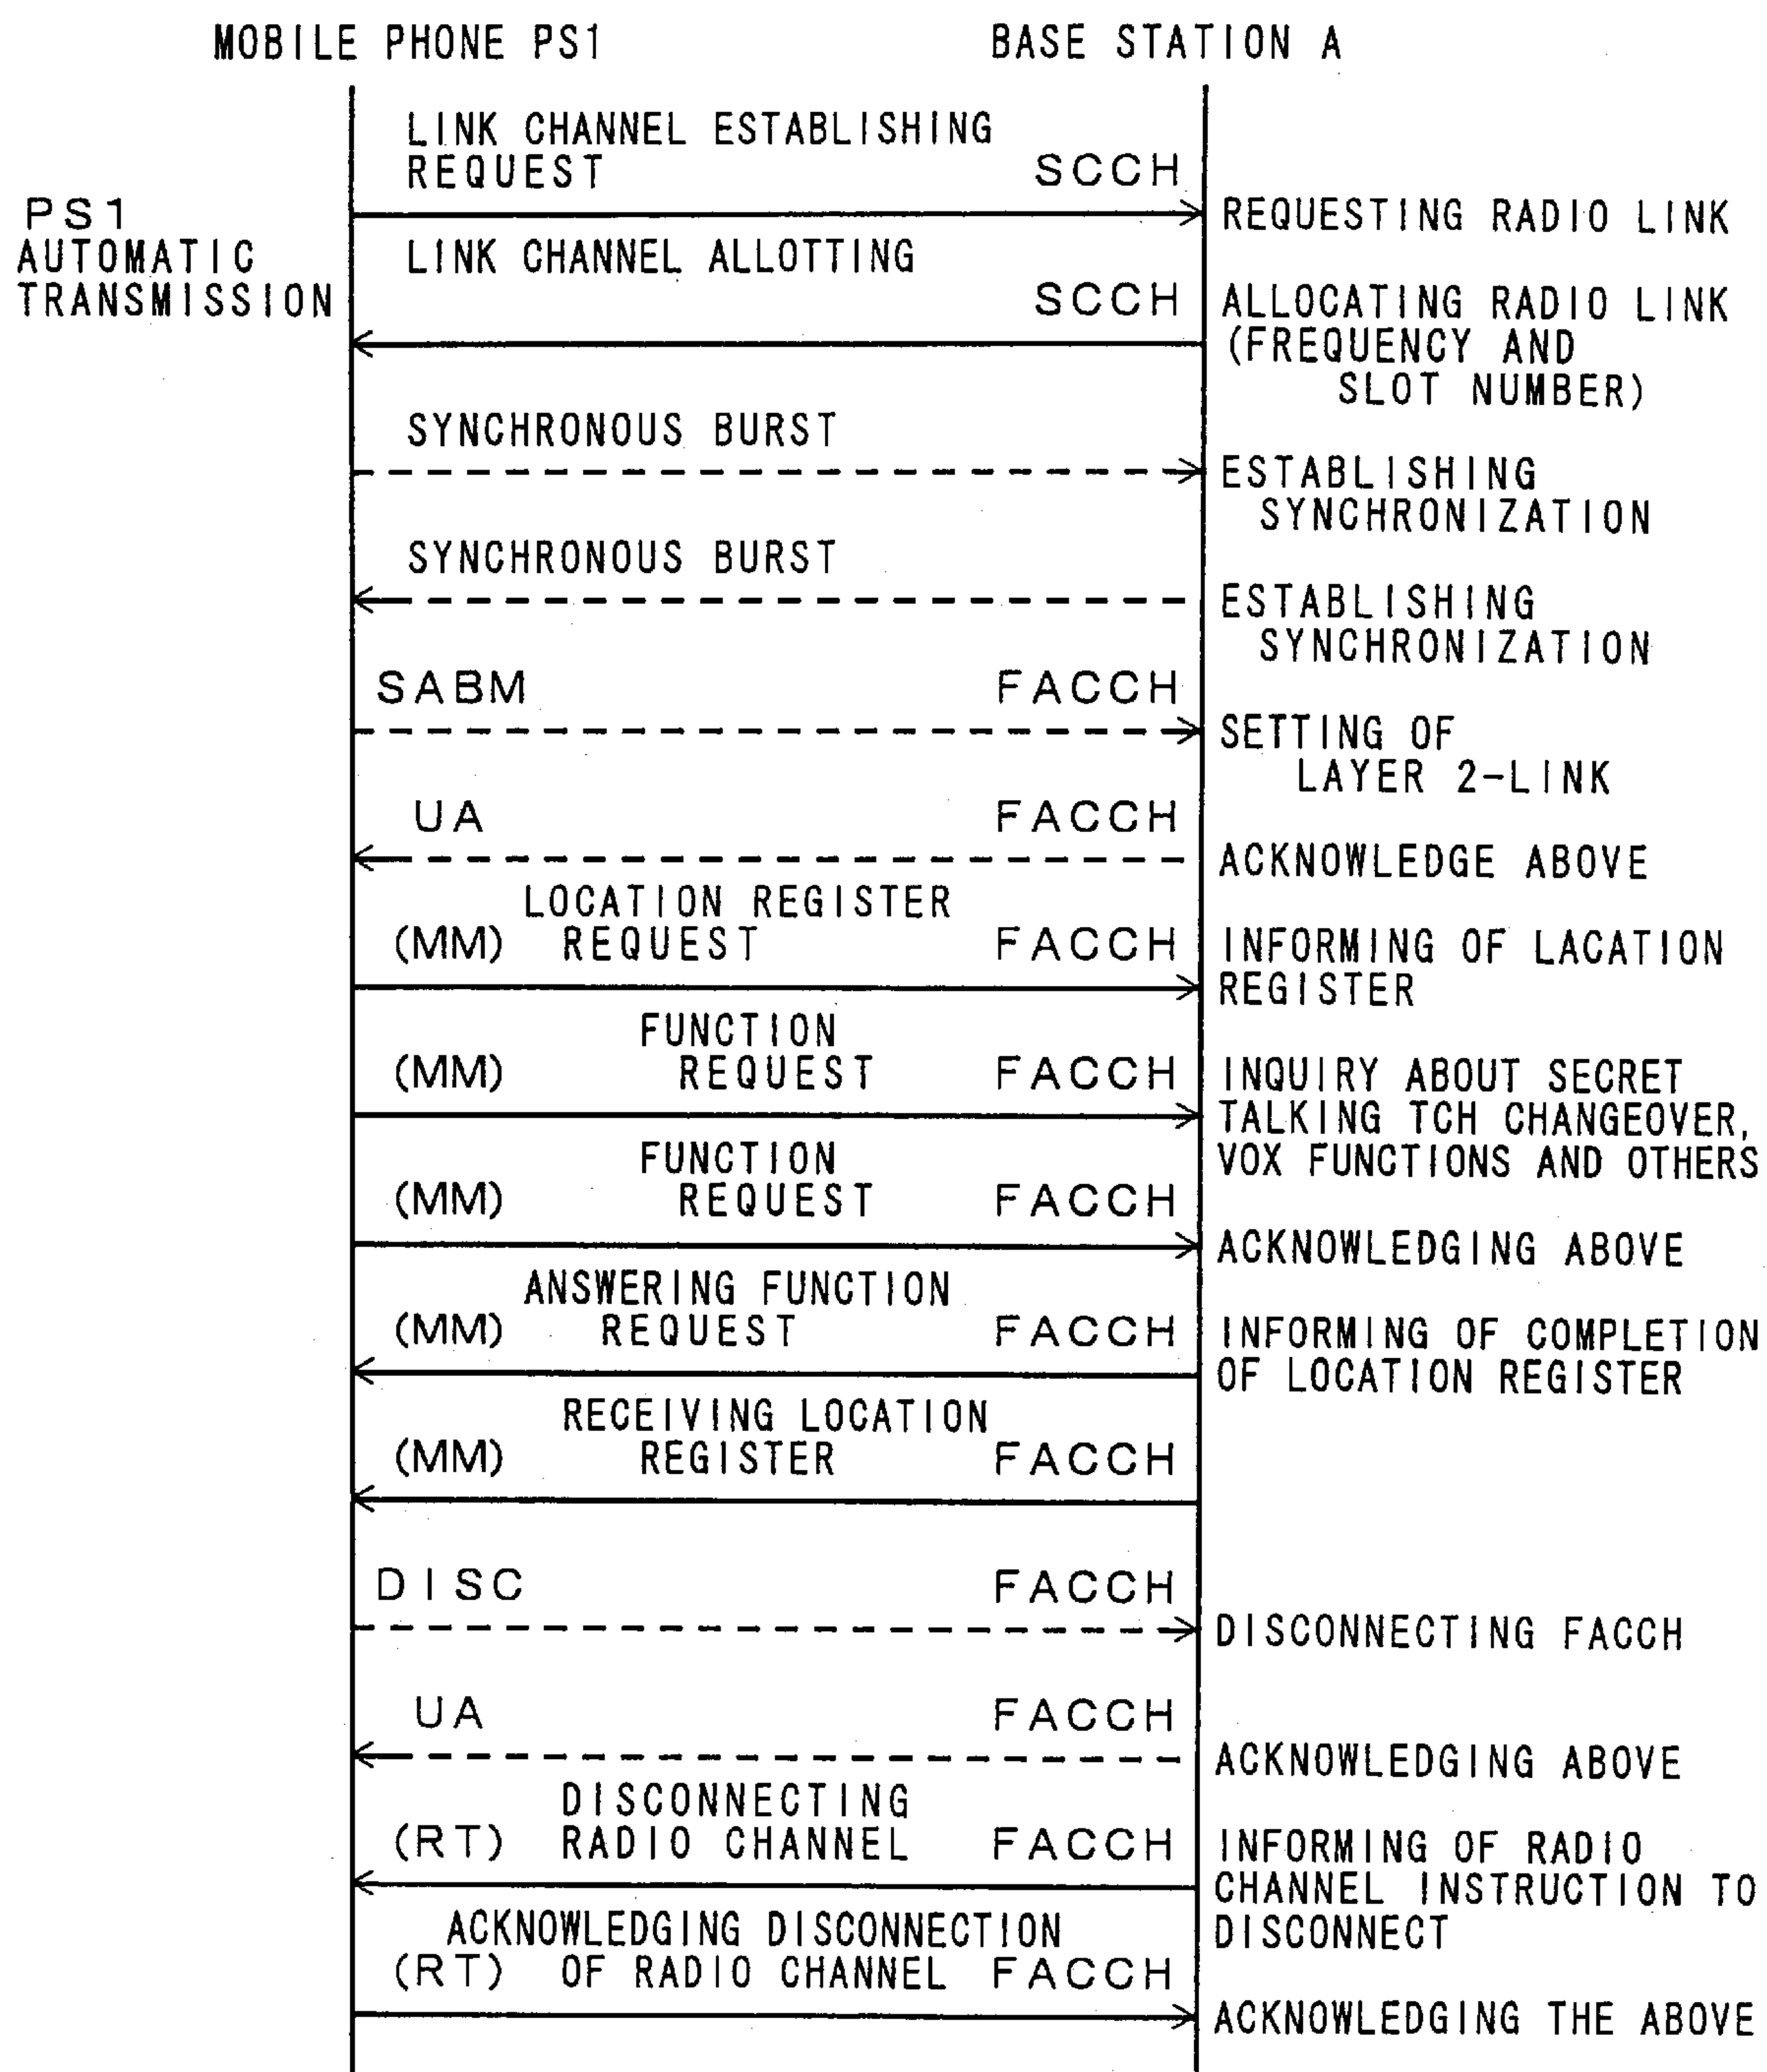 MOBILE PHONE PS1
BASE STATION A
LINK CHANNEL ESTABLISHING
REQUEST
SCCH
PS1
AUTOMATIC
TRANSMISSION
REQUESTING RADIO LINK
LINK CHANNEL ALLOTTING
SCCH
ALLOCATING RADIO LINK
(FREQUENCY AND
SLOT NUMBER)
SYNCHRONOUS BURST
ESTABLISHING
SYNCHRONIZATION
SYNCHRONOUS BURST
ESTABLISHING
SYNCHRONIZATION
SABM
FACCH
SETTING OF
LAYER 2-LINK
UA
FACCH
ACKNOWLEDGE ABOVE
LOCATION REGISTER
(MM) REQUEST
FACCH
INFORMING OF LACATION
REGISTER
FUNCTION
(MM) REQUEST
FACCH
INQUIRY ABOUT SECRET
TALKING TCH CHANGEOVER,
VOX FUNCTIONS AND OTHERS
FUNCTION
(MM) REQUEST
FACCH
ACKNOWLEDGING ABOVE
ANSWERING FUNCTION
(MM) REQUEST
FACCH
INFORMING OF COMPLETION
OF LOCATION REGISTER
RECEIVING LOCATION
(MM) REGISTER
FACCH
DISC
FACCH
DISCONNECTING FACCH
UA
FACCH
ACKNOWLEDGING ABOVE
DISCONNECTING
(RT) RADIO CHANNEL
FACCH
INFORMING OF RADIO
CHANNEL INSTRUCTION TO
DISCONNECT
ACKNOWLEDGING DISCONNECTION
(RT) OF RADIO CHANNEL
FACCH
ACKNOWLEDGING THE ABOVE